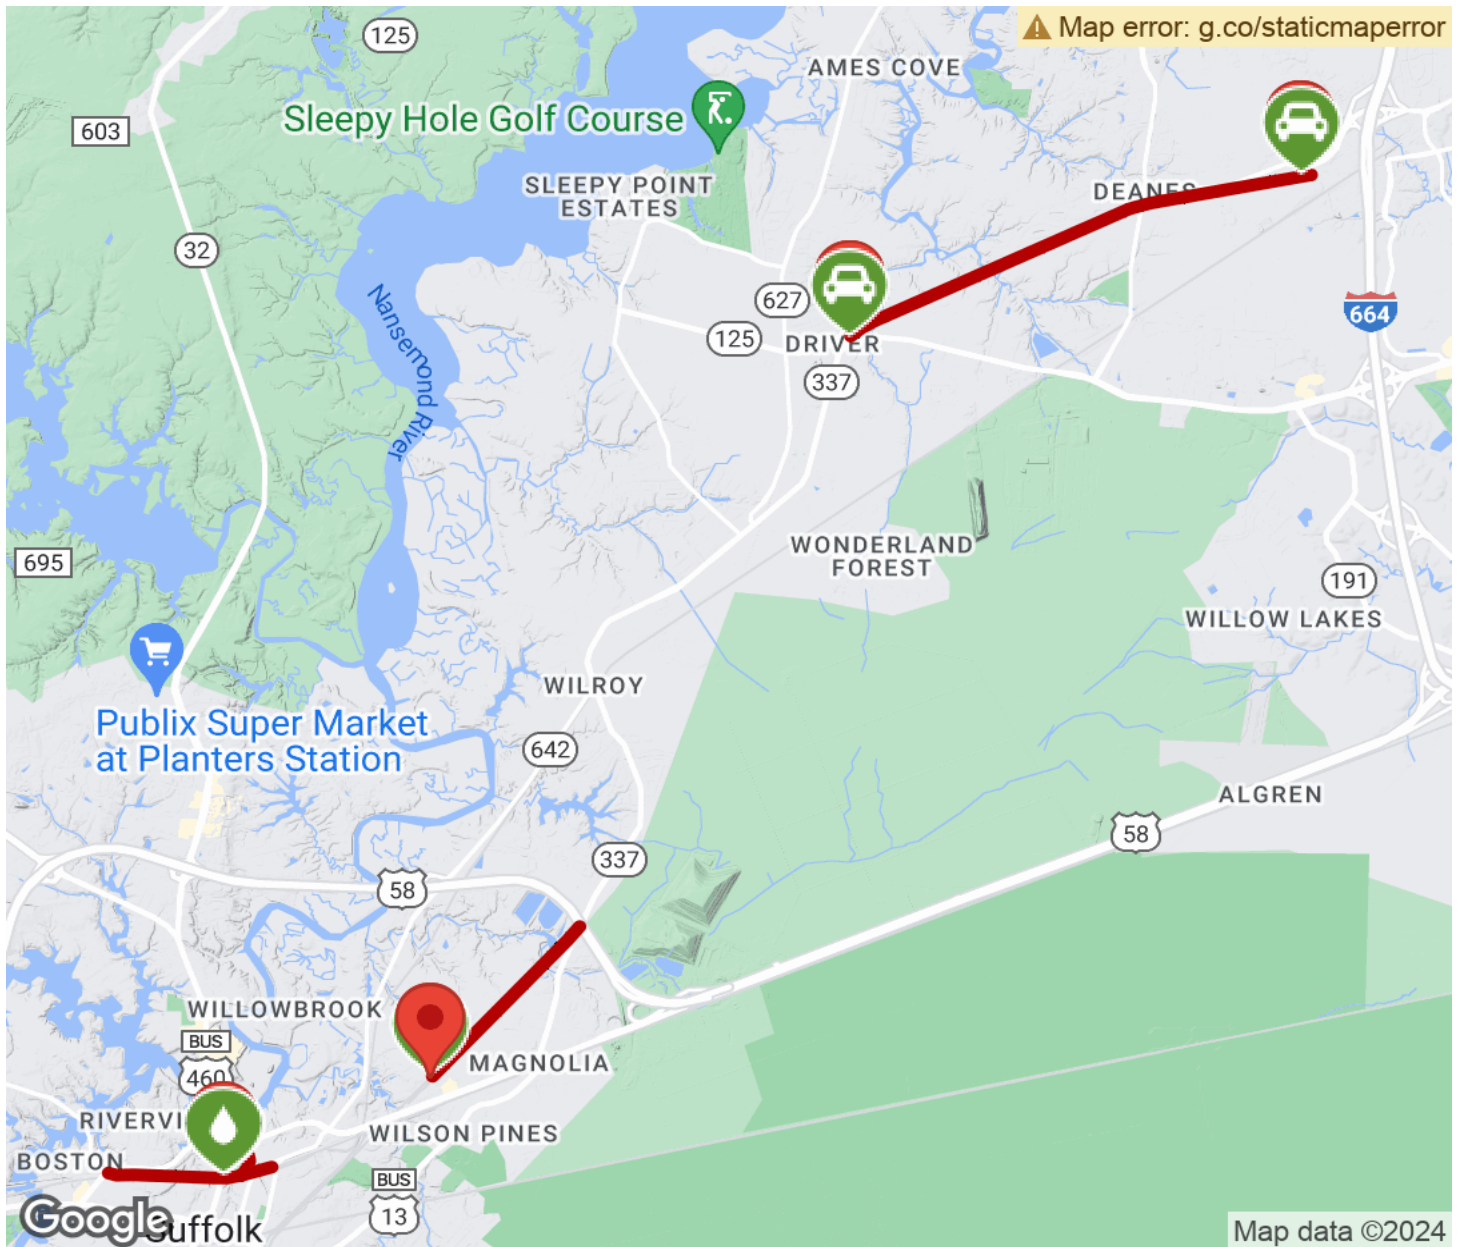 125
Map error: g.co/staticmaperror
AMES COVE
Sleepy Hole Golf Course
603
SLEEPY POINT
ESTATES
DEANES
32
Nansemond River
627
664
125
DRIVER
337
WONDERLAND
FOREST
695
191
WILLOW LAKES
WILROY
Publix Super Market
at Planters Station
642
ALGREN
58
337
58
WILLOWBROOK
BUS
460
MAGNOLIA
RIVERVI
WILSON PINES
BOSTON
BUS
13
Google
Suffolk
Map data ©2024